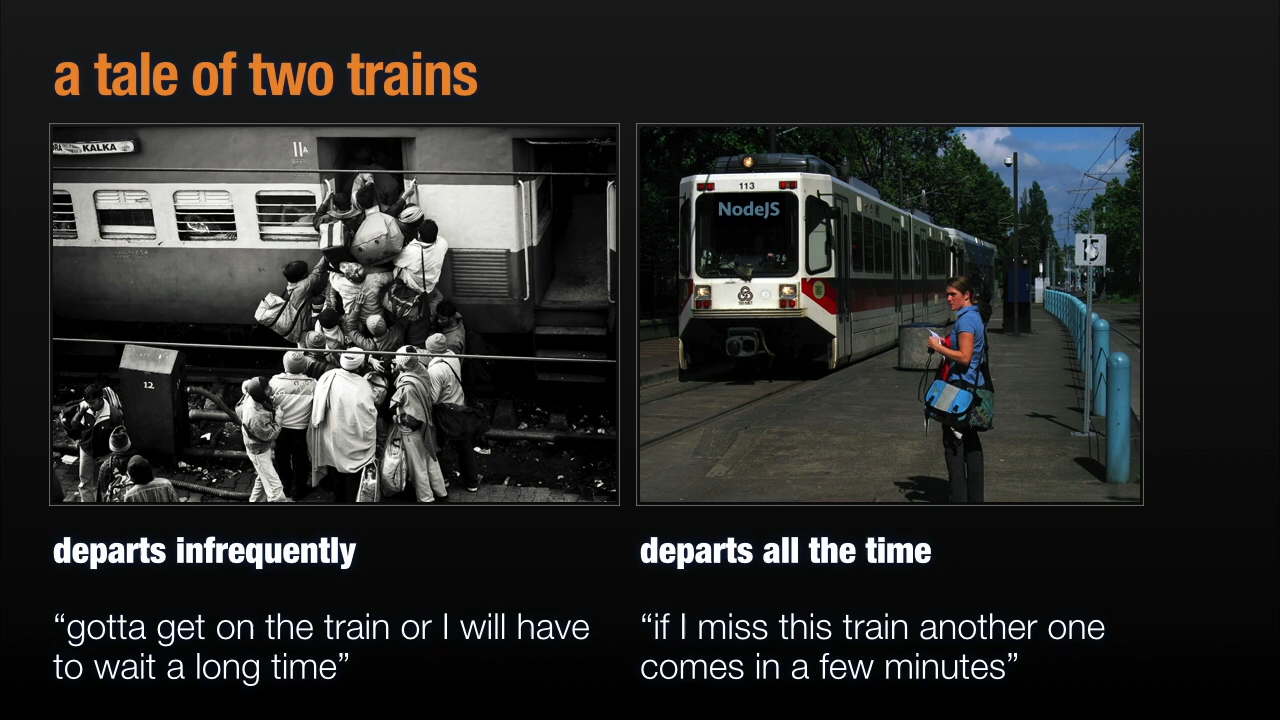 a tale of two trains
RA KALKA
11A
12
113
NodeJS
15
departs infrequently
departs all the time
“gotta get on the train or I will have
to wait a long time”
“if I miss this train another one
comes in a few minutes”